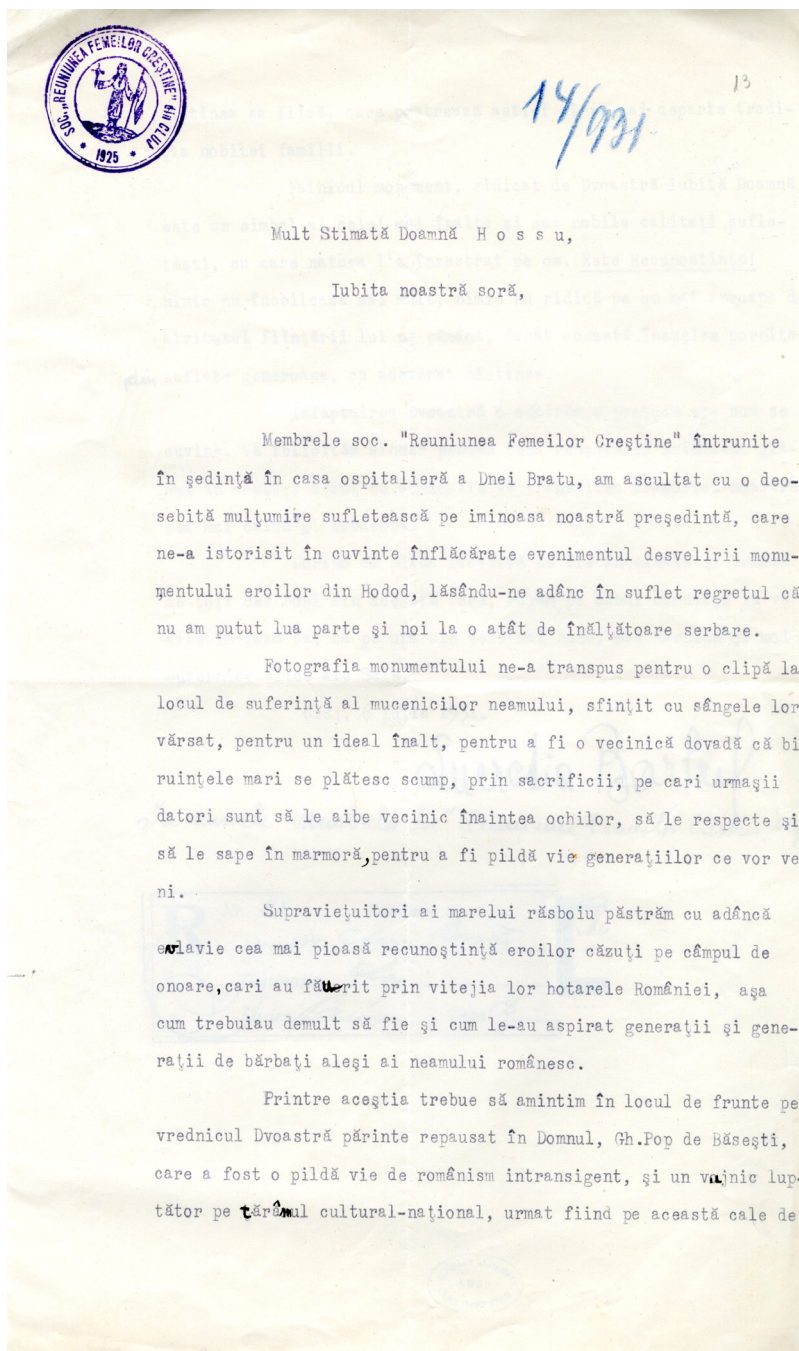 SOC. „REUNIUNEA FEMEILOR CREŞTINE" din CLUJ
* 1925 *
13
14/931
Mult Stimată Doamnă H o s s u,
Iubita noastră soră,
Membrele soc. "Reuniunea Femeilor Creştine" întrunite
în şedinţă în casa ospitalieră a Dnei Bratu, am ascultat cu o deo-
sebită mulţumire sufletească pe iminoasa noastră preşedintă, care
ne-a istorisit în cuvinte înflăcărate evenimentul desvelirii monu-
mentului eroilor din Hodod, lăsându-ne adânc în suflet regretul că
nu am putut lua parte şi noi la o atât de înălţătoare serbare.
Fotografia monumentului ne-a transpus pentru o clipă la
locul de suferinţă al mucenicilor neamului, sfinţit cu sângele lor
vărsat, pentru un ideal înalt, pentru a fi o vecinică dovadă că bi
ruinţele mari se plătesc scump, prin sacrificii, pe cari urmaşii
datori sunt să le aibe vecinic înaintea ochilor, să le respecte şi
să le sape în marmoră, pentru a fi pildă vie generaţiilor ce vor ve
ni.
Supravieţuitori ai marelui răsboiu păstrăm cu adâncă
evlavie cea mai pioasă recunoştinţă eroilor căzuţi pe câmpul de
onoare, cari au făurit prin vitejia lor hotarele României, aşa
cum trebuiau demult să fie şi cum le-au aspirat generaţii şi gene-
raţii de bărbaţi aleşi ai neamului românesc.
Printre aceştia trebue să amintim în locul de frunte pe
vrednicul Dvoastră părinte repausat în Domnul, Gh.Pop de Băseşti,
care a fost o pildă vie de românism intransigent, şi un vajnic lup-
tător pe tărâmul cultural-naţional, urmat fiind pe această cale de